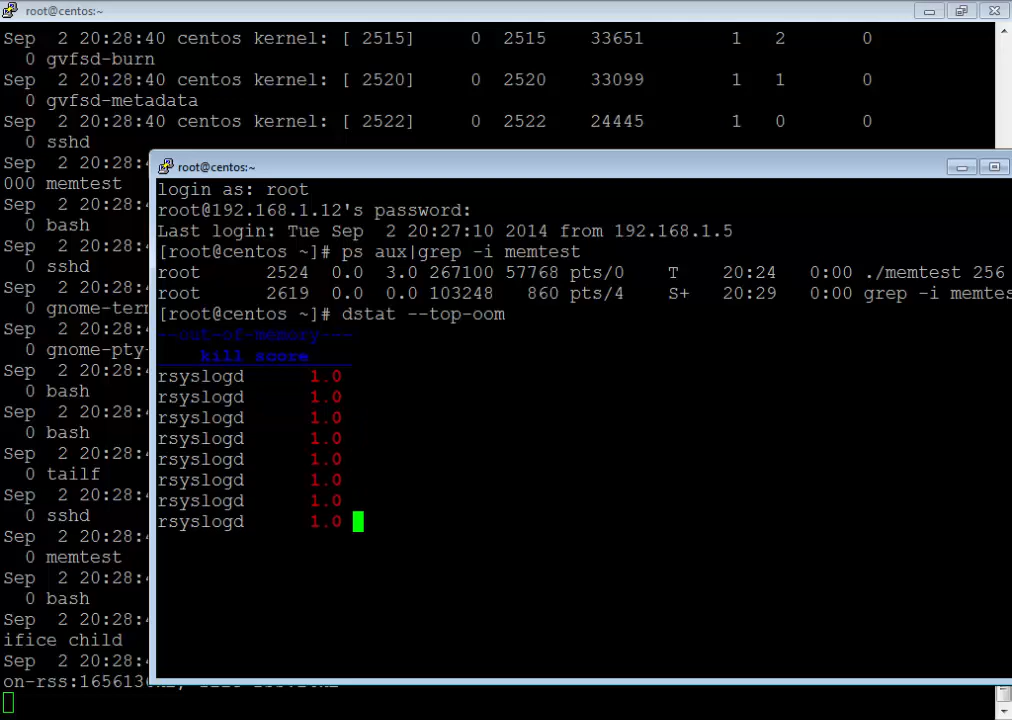 root@centos:~
Sep  2 20:28:40 centos kernel: [ 2515]     0  2515    33651        1   2       0
  0 gvfsd-burn
Sep  2 20:28:40 centos kernel: [ 2520]     0  2520    33099        1   1       0
  0 gvfsd-metadata
Sep  2 20:28:40 centos kernel: [ 2522]     0  2522    24445        1   0       0
  0 sshd
Sep  2 20:28:
000 memtest
Sep  2 20:28:
  0 bash
Sep  2 20:28:
  0 sshd
Sep  2 20:28:
  0 gnome-ter
Sep  2 20:28:
  0 gnome-pty-
Sep  2 20:28:
  0 bash
Sep  2 20:28:
  0 bash
Sep  2 20:28:
  0 tailf
Sep  2 20:28:
  0 sshd
Sep  2 20:28:
  0 memtest
Sep  2 20:28:
  0 bash
Sep  2 20:28:
ifice child
Sep  2 20:28:
on-rss:165613
root@centos:~
login as: root
root@192.168.1.12's password:
Last login: Tue Sep  2 20:27:10 2014 from 192.168.1.5
[root@centos ~]# ps aux|grep -i memtest
root      2524  0.0  3.0 267100 57768 pts/0    T    20:24   0:00 ./memtest 256
root      2619  0.0  0.0 103248   860 pts/4    S+   20:29   0:00 grep -i memtes
[root@centos ~]# dstat --top-oom
--out-of-memory---
    kill score
rsyslogd      1.0
rsyslogd      1.0
rsyslogd      1.0
rsyslogd      1.0
rsyslogd      1.0
rsyslogd      1.0
rsyslogd      1.0
rsyslogd      1.0